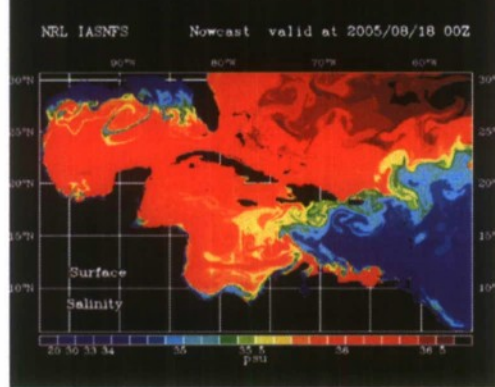 NRL IASNFS Nowcast valid at 2005/08/18 00Z
90°W 80°W 70°W 60°W
30°N 30°
25°N 25°
20°N 20°
15°N 15°
10°N 10°
Surface
Salinity
20 30 33 34 35 35.5 36 36.5
psu